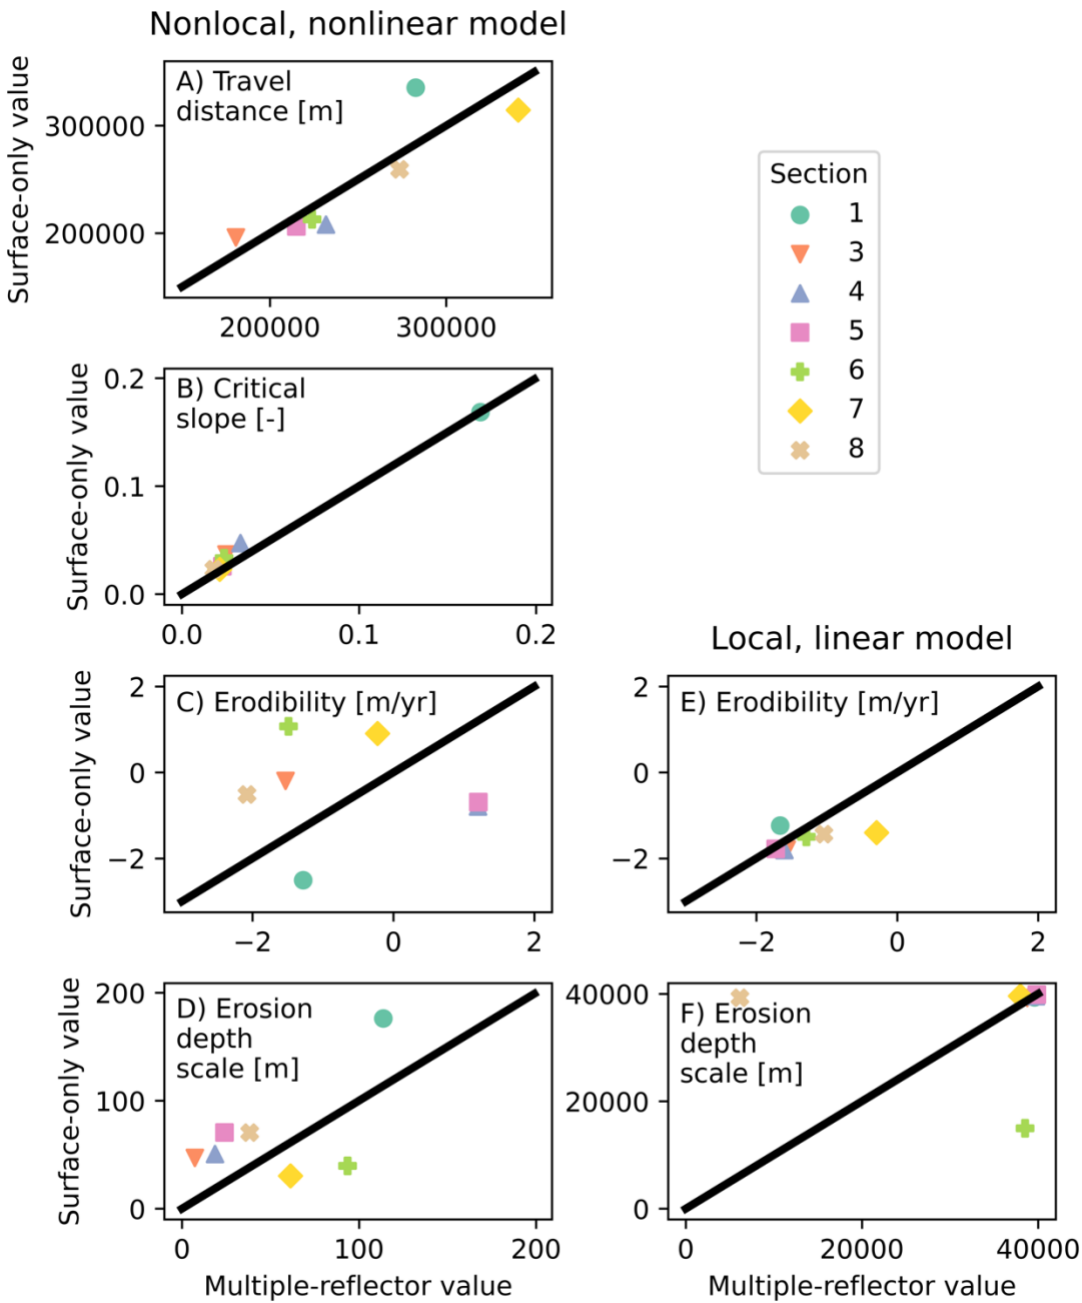 Nonlocal, nonlinear model
A) Travel
distance [m]
Surface-only value
300000
200000
200000
300000
Section
1
3
4
5
6
7
8
B) Critical
slope [-]
Surface-only value
0.2
0.1
0.0
0.0
0.1
0.2
Local, linear model
C) Erodibility [m/yr]
Surface-only value
2
0
−2
−2
0
2
E) Erodibility [m/yr]
2
0
−2
−2
0
2
D) Erosion
depth
scale [m]
Surface-only value
200
100
0
0
100
200
Multiple-reflector value
F) Erosion
depth
scale [m]
40000
20000
0
0
20000
40000
Multiple-reflector value